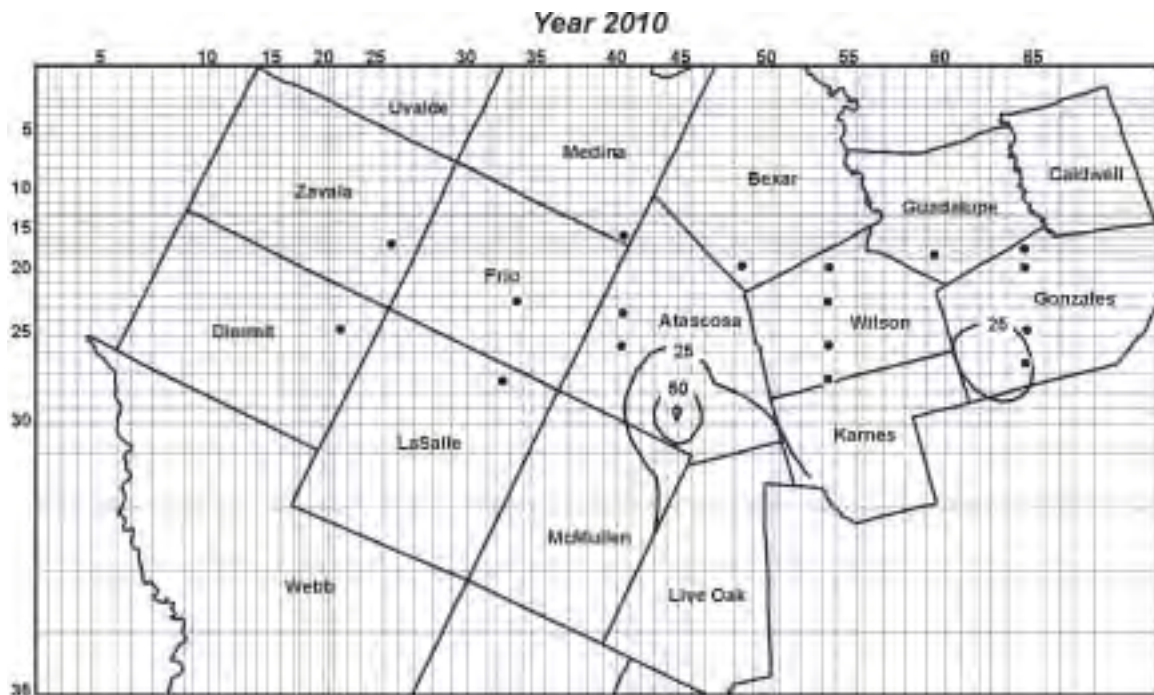 Year 2010
5 10 15 20 25 30 35 40 45 50 55 60 65
5
10
15
20
25
30
35
Uvalde
Medina
Zavala
Bexar
Caldwell
Guadalupe
Frio
Gonzales
Dimmit
Atascosa
Wilson
25
25
50
LaSalle
Karnes
McMullen
Webb
Live Oak